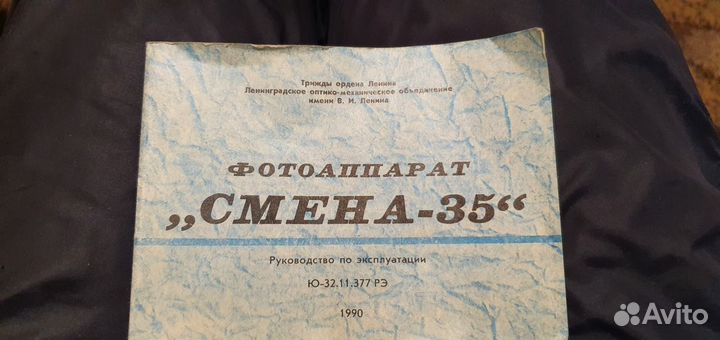 Трижды ордена Ленина
Ленинградское оптико-механическое объединение
имени В. И. Ленина
ФОТОАППАРАТ
„СМЕНА-35“
Руководство по эксплуатации
Ю-32.11.377 РЭ
1990
Avito